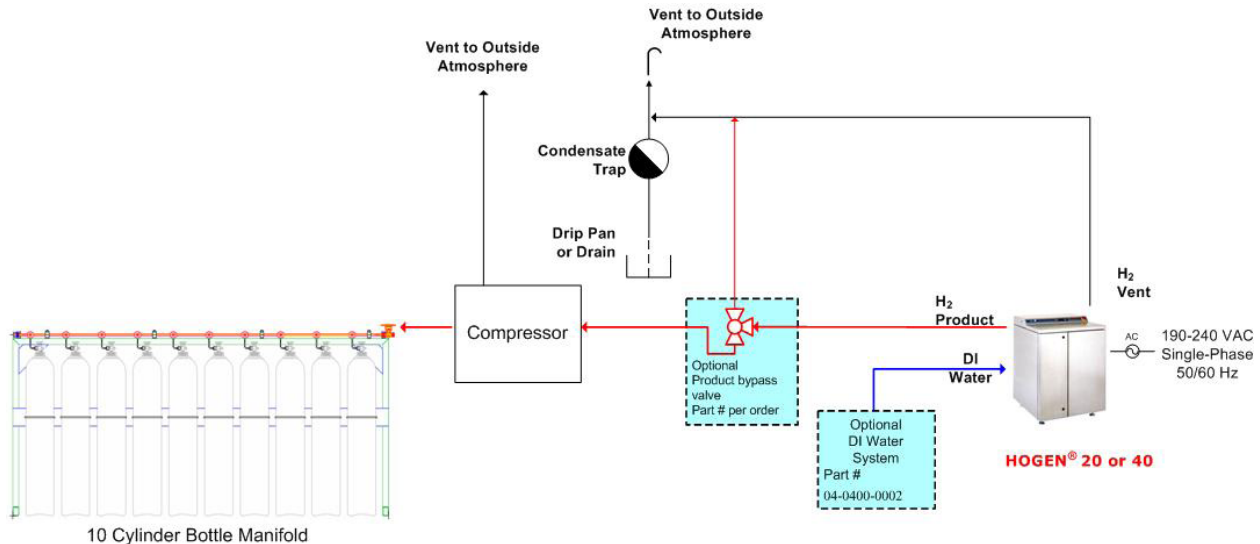 Vent to Outside
Atmosphere
Vent to Outside
Atmosphere
Condensate
Trap
Drip Pan
or Drain
H2
Vent
H2
Product
Compressor
AC
190-240 VAC
Single-Phase
50/60 Hz
DI
Water
Optional
Product bypass
valve
Part # per order
Optional
DI Water
System
Part #
04-0400-0002
HOGEN® 20 or 40
10 Cylinder Bottle Manifold